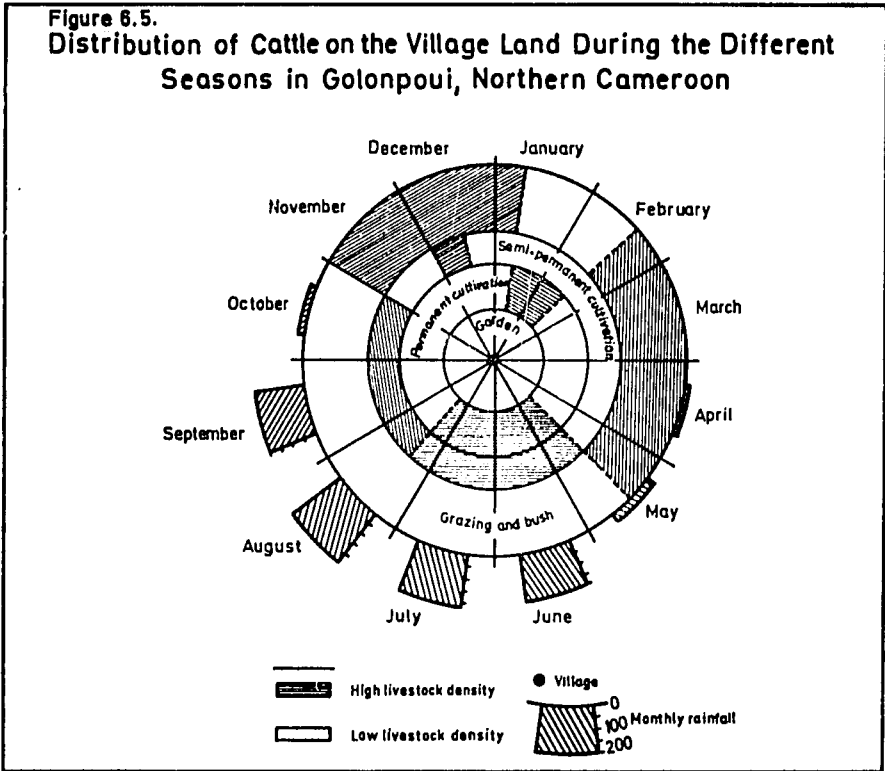 Figure 6.5.
Distribution of Cattle on the Village Land During the Different
Seasons in Golonpoui, Northern Cameroon
December
January
November
February
Semi-permanent cultivation
Permanent cultivation
October
Garden
March
April
September
May
Grazing and bush
August
July
June
High livestock density
Village
0
100 Monthly rainfall
200
Low livestock density